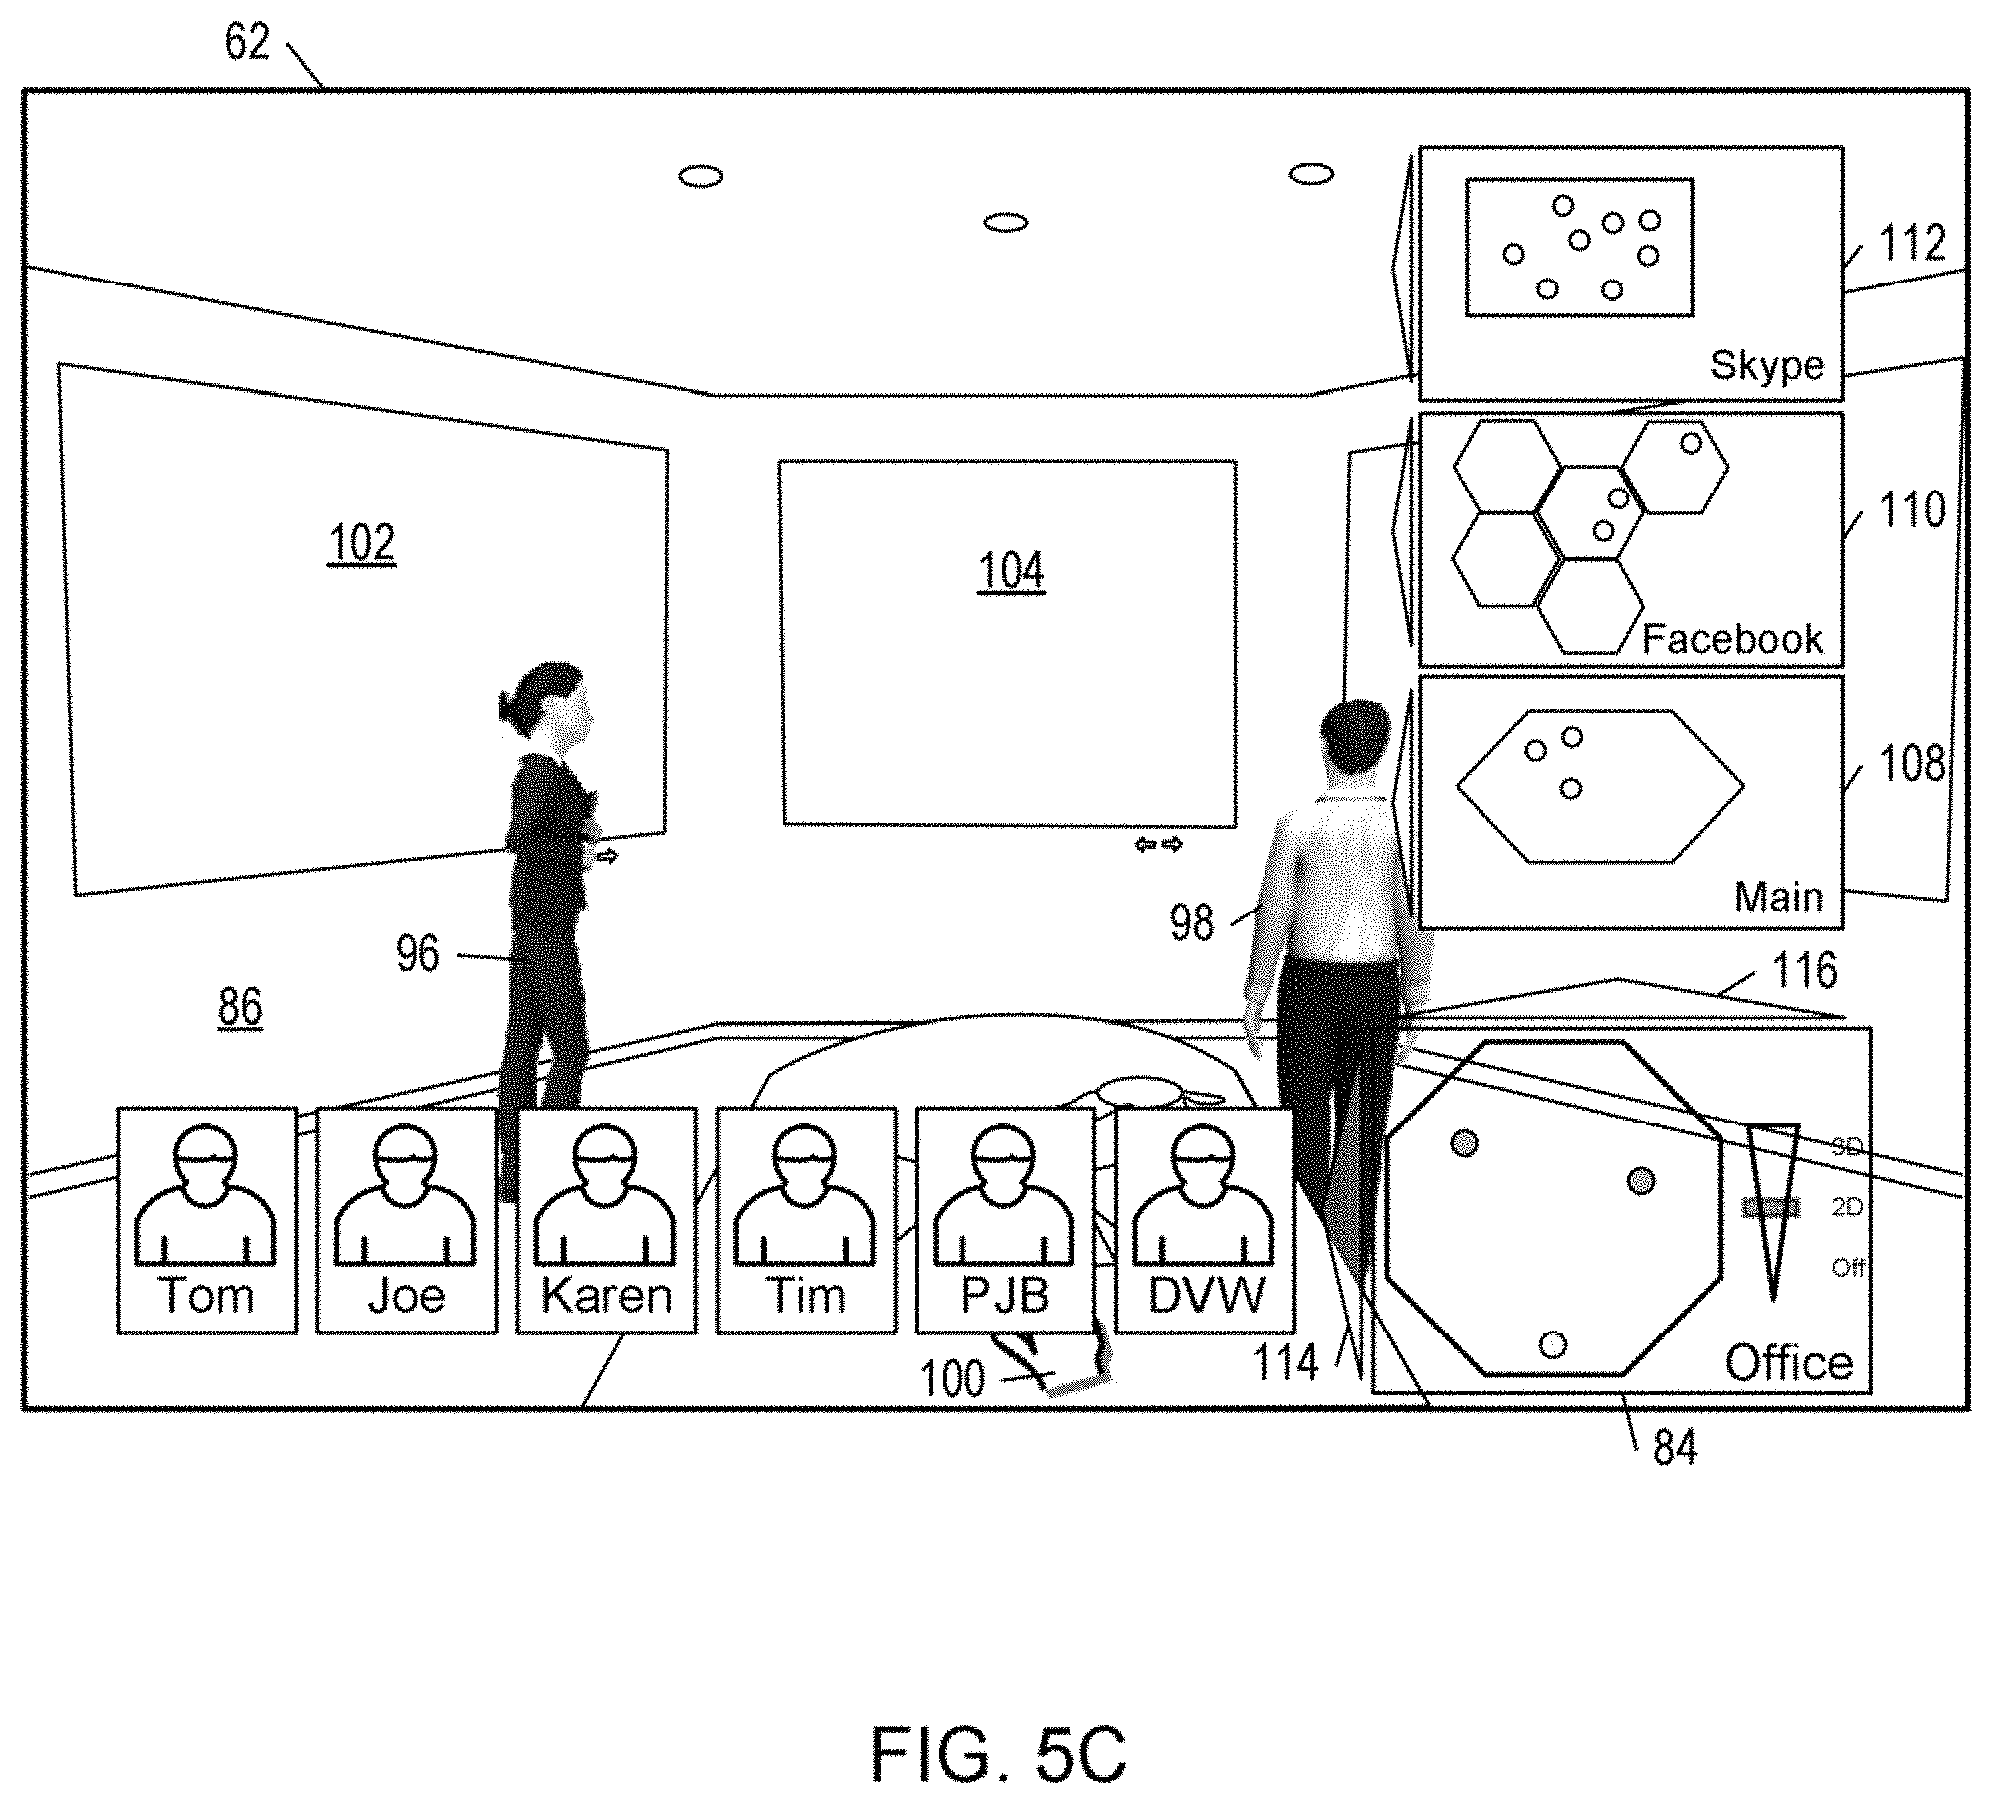 62
112
Skype
102
104
110
Facebook
108
Main
96
98
116
86
3D
2D
Off
Tom
Joe
Karen
Tim
PJB
DVW
Office
100
114
84
FIG. 5C